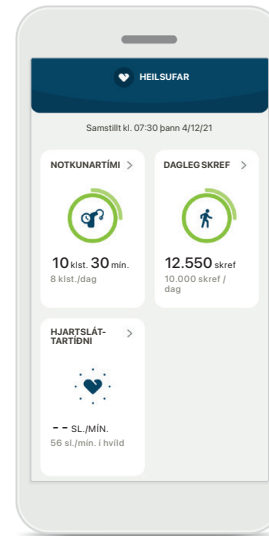 HEILSUFAR
Samstillt kl. 07:30 þann 4/12/21
NOTKUNARTÍMI >
10 klst. 30 mín.
8 klst./dag
DAGLEG SKREF >
12.550 skref
10.000 skref /
dag
HJARTSLÁT-
TARTÍÐNI >
-- SL./MÍN.
56 sl./mín. í hvíld